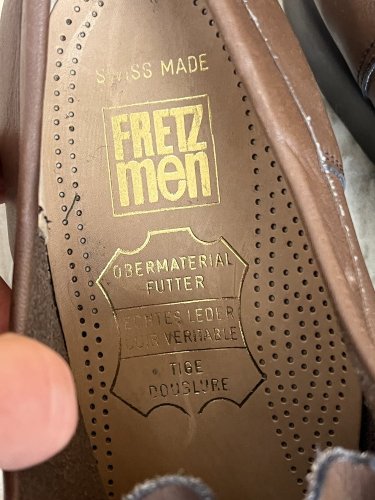 SWISS MADE
FRETZ
men
OBERMATERIAL
FUTTER
ECHTES LEDER
CUIR VERITABLE
TIGE
DOUBLURE